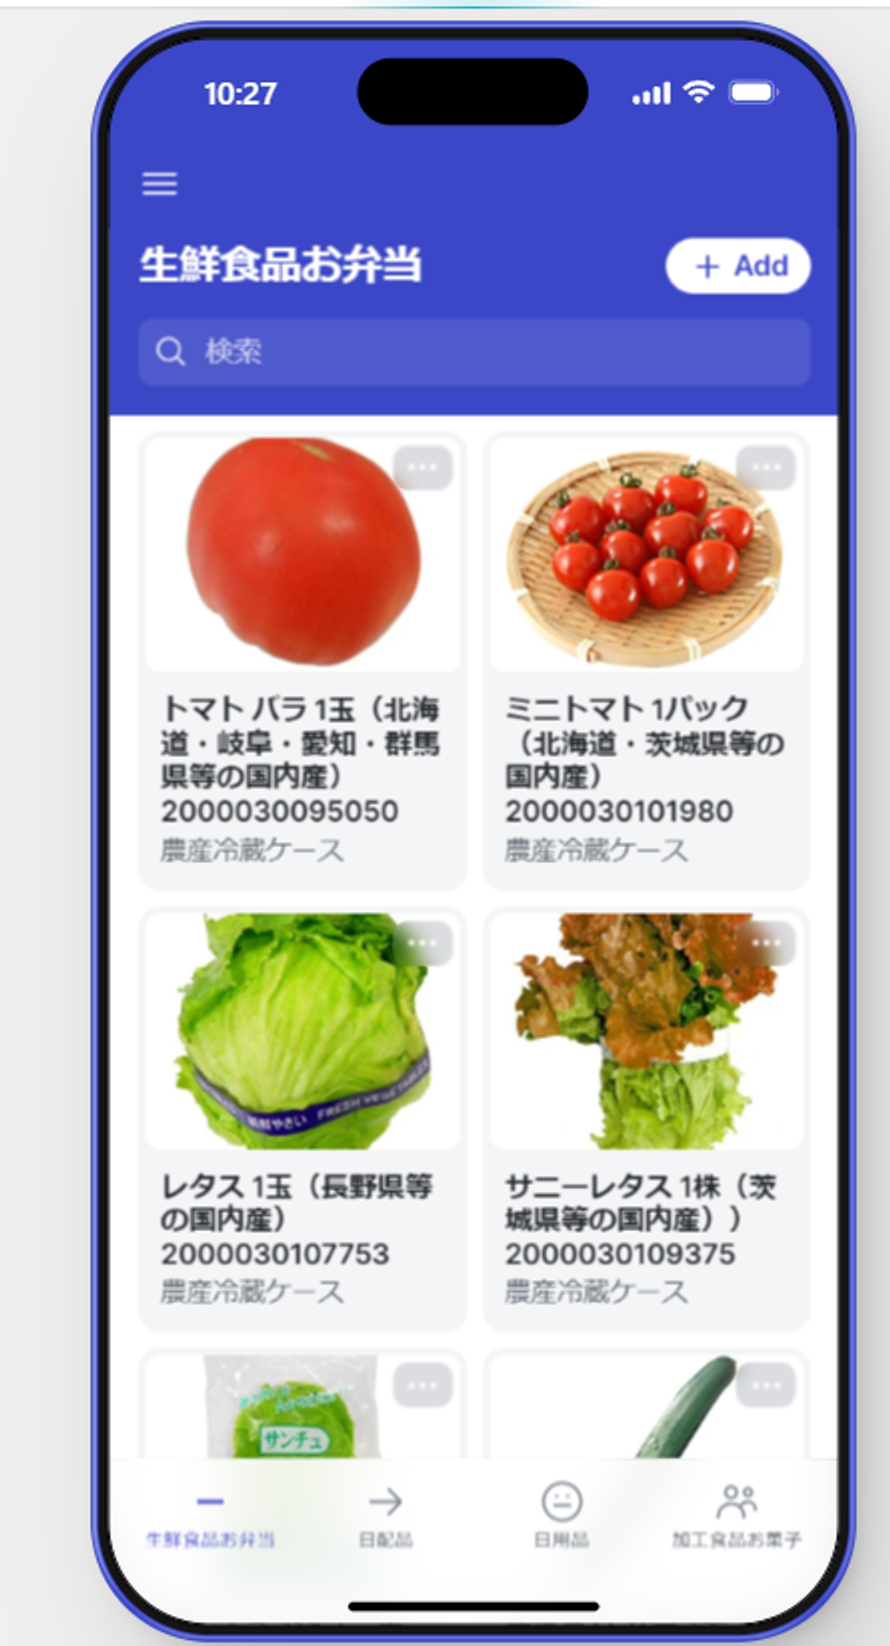 10:27
生鮮食品お弁当
+ Add
検索
トマト バラ 1玉（北海
道・岐阜・愛知・群馬
県等の国内産）
2000030095050
農産冷蔵ケース
ミニトマト 1パック
（北海道・茨城県等の
国内産）
2000030101980
農産冷蔵ケース
新鮮やさい FRESH VEGETABLES
レタス 1玉（長野県等
の国内産）
2000030107753
農産冷蔵ケース
サニーレタス 1株（茨
城県等の国内産））
2000030109375
農産冷蔵ケース
サンチュ
生鮮食品お弁当
日配品
日用品
加工食品お菓子